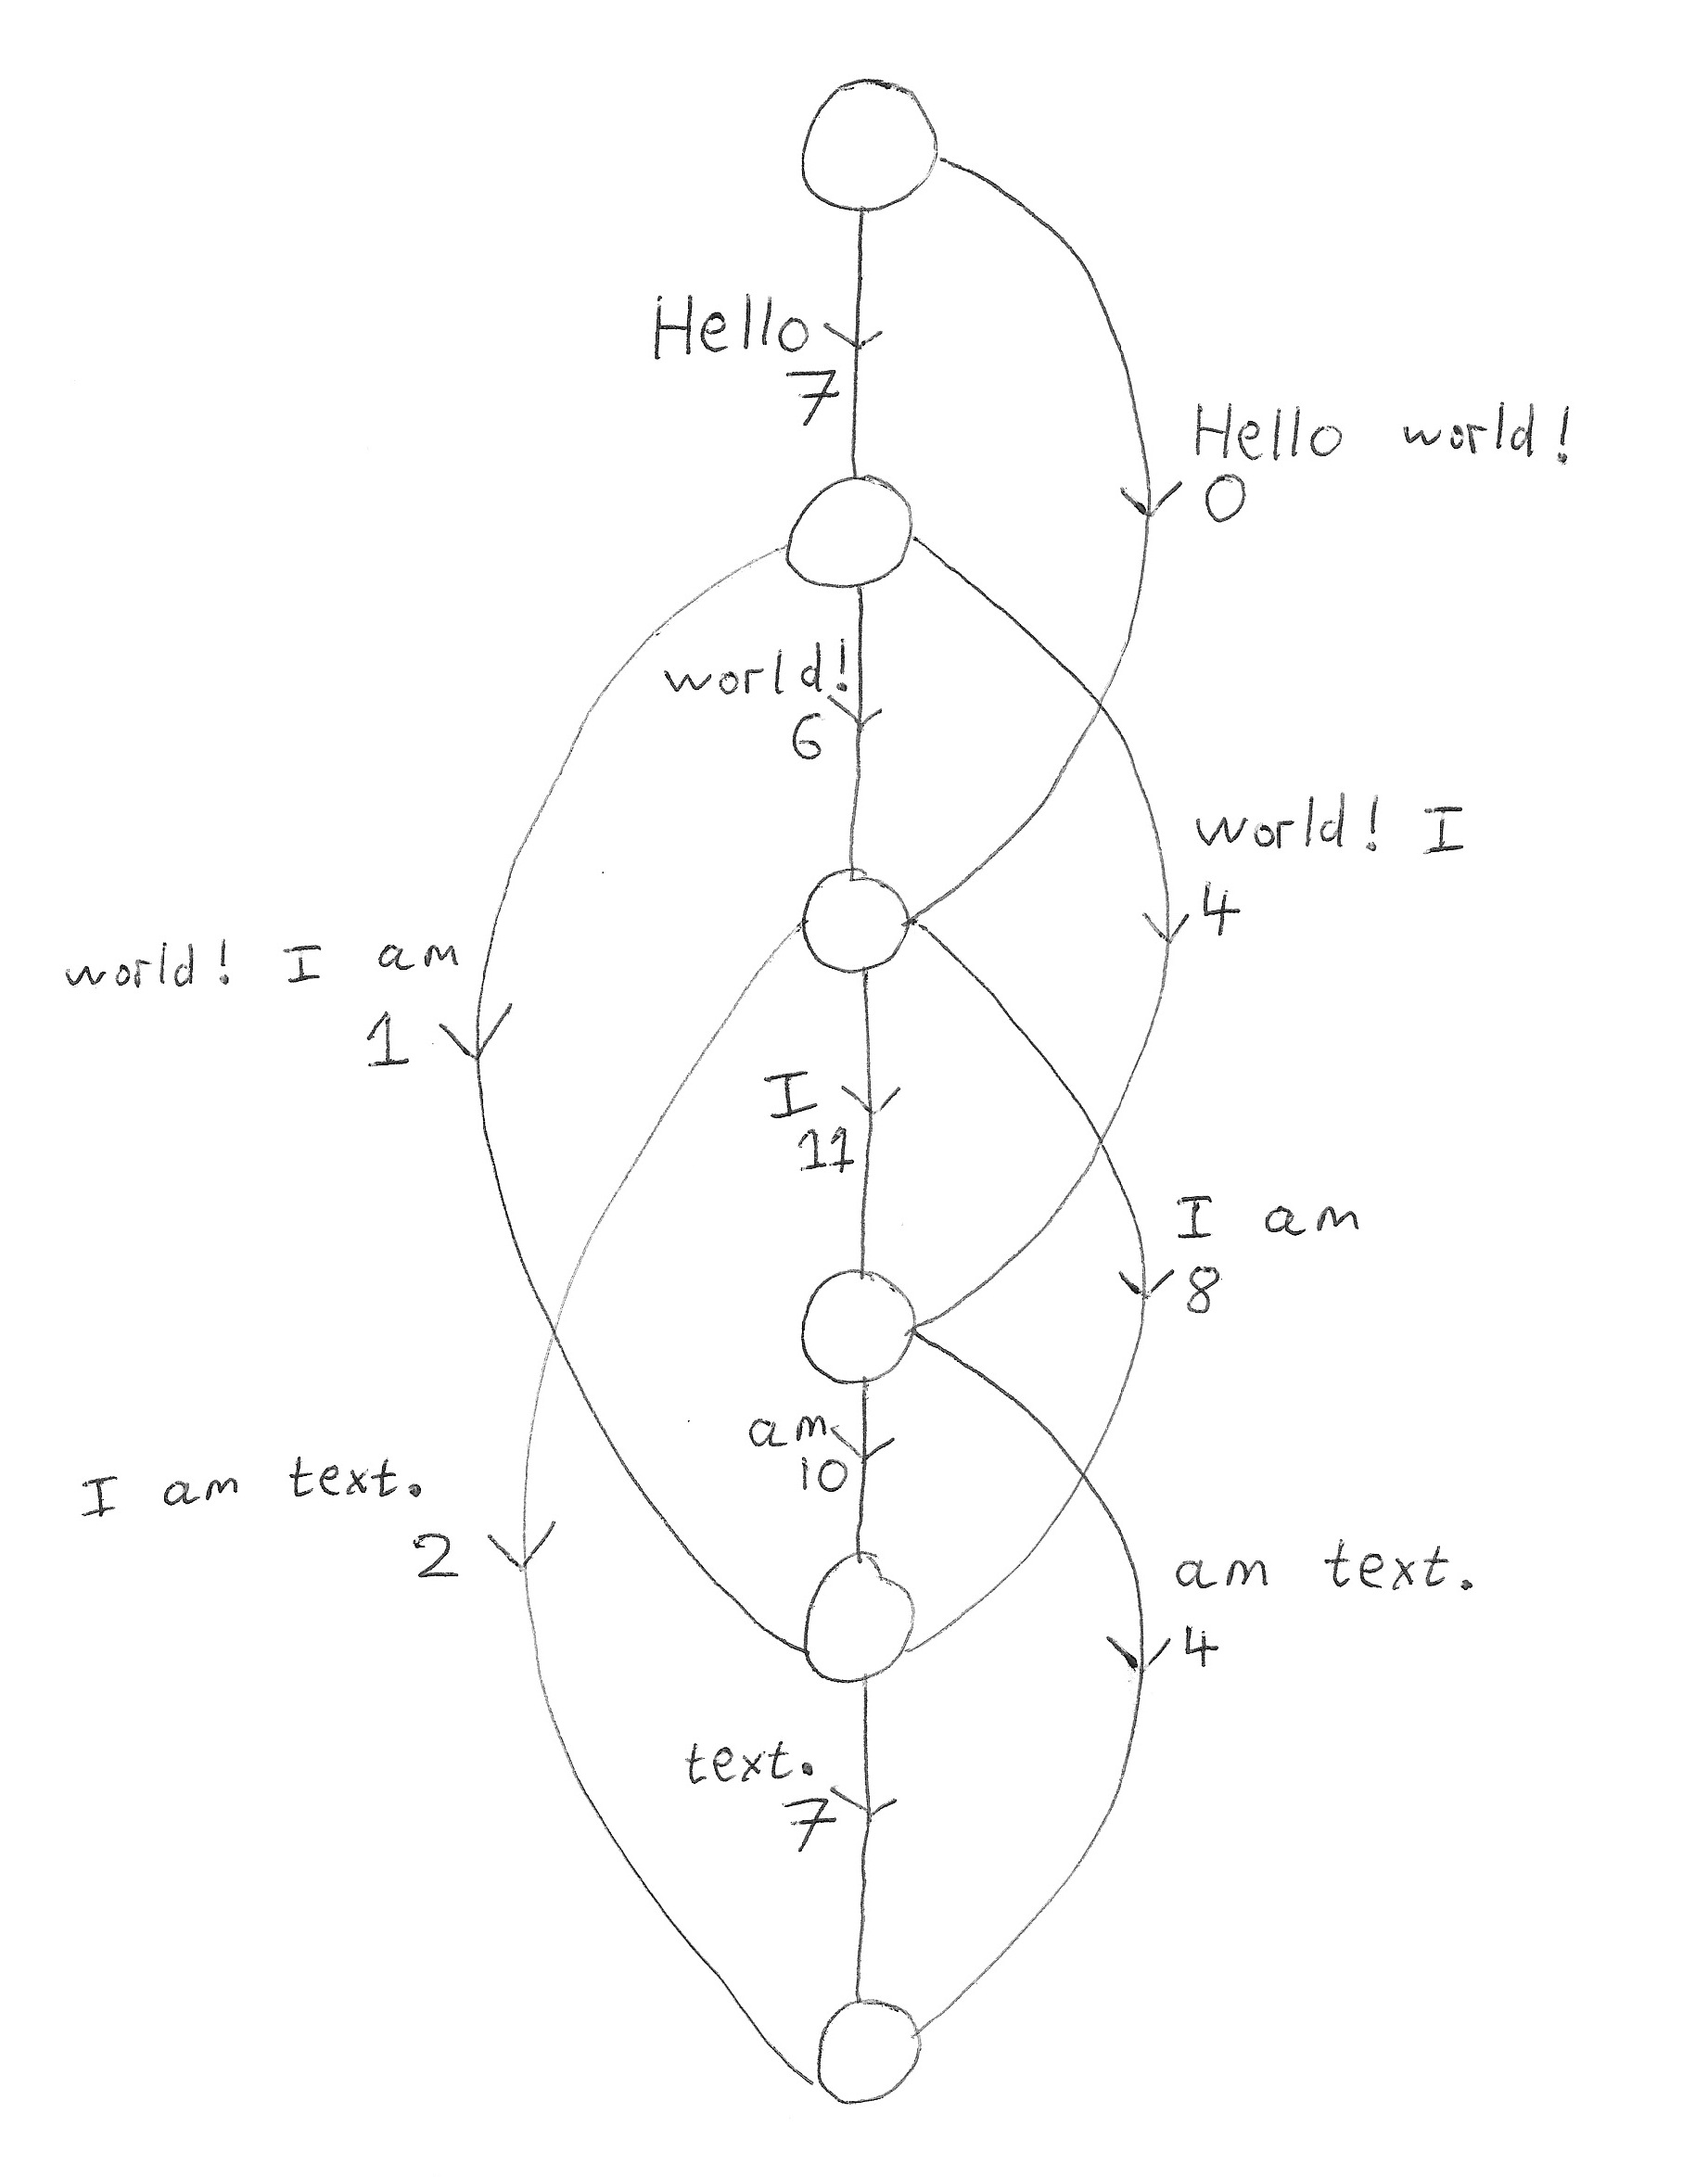 Hello
7
Hello world!
0
world!
6
world! I
4
world! I am
1
I
11
I am
8
am
10
I am text.
2
am text.
4
text.
7